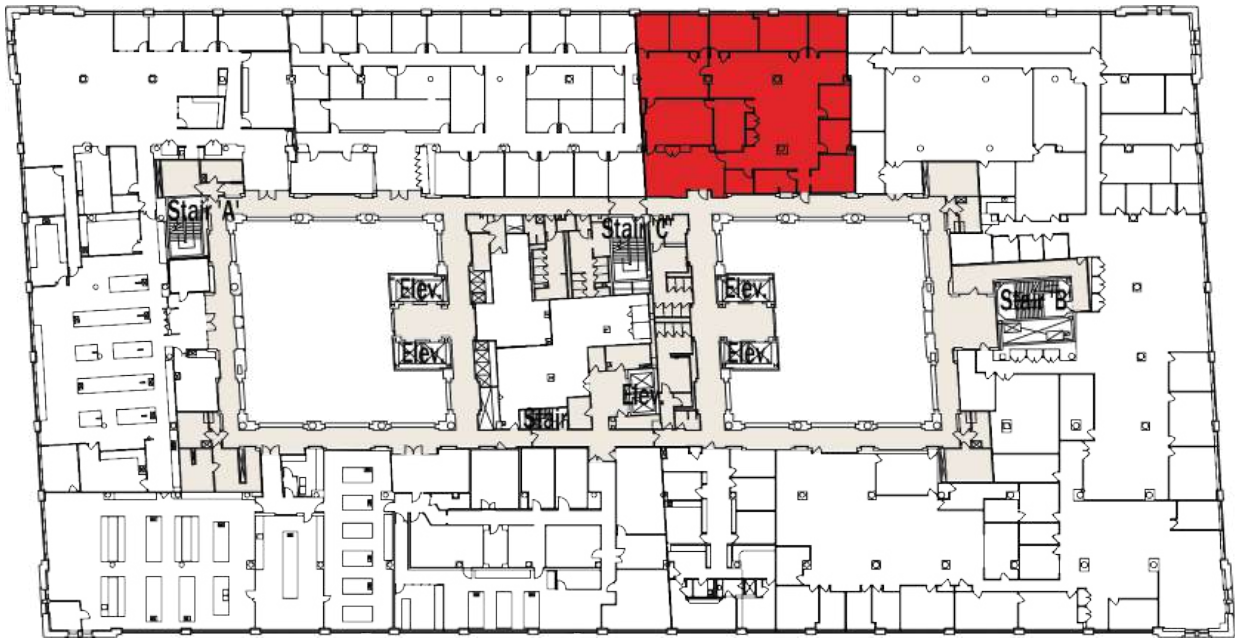 Stair 'A'
Stair 'C'
Elev.
Elev.
Stair 'B'
Elev.
Elev.
Elev.
Stair